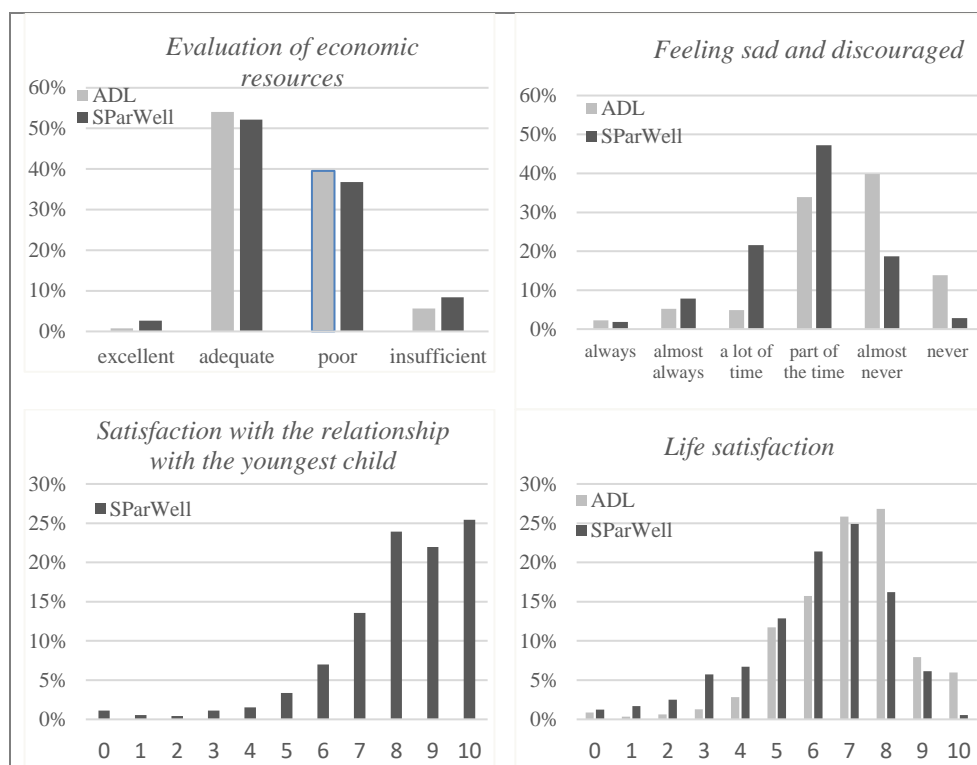 Evaluation of economic
resources
60%
50%
40%
30%
20%
10%
0%
ADL
SParWell
excellent adequate poor insufficient
Feeling sad and discouraged
60%
50%
40%
30%
20%
10%
0%
ADL
SParWell
always almost always a lot of time part of the time almost never never
Satisfaction with the relationship
with the youngest child
30%
25%
20%
15%
10%
5%
0%
SParWell
0 1 2 3 4 5 6 7 8 9 10
Life satisfaction
30%
25%
20%
15%
10%
5%
0%
ADL
SParWell
0 1 2 3 4 5 6 7 8 9 10